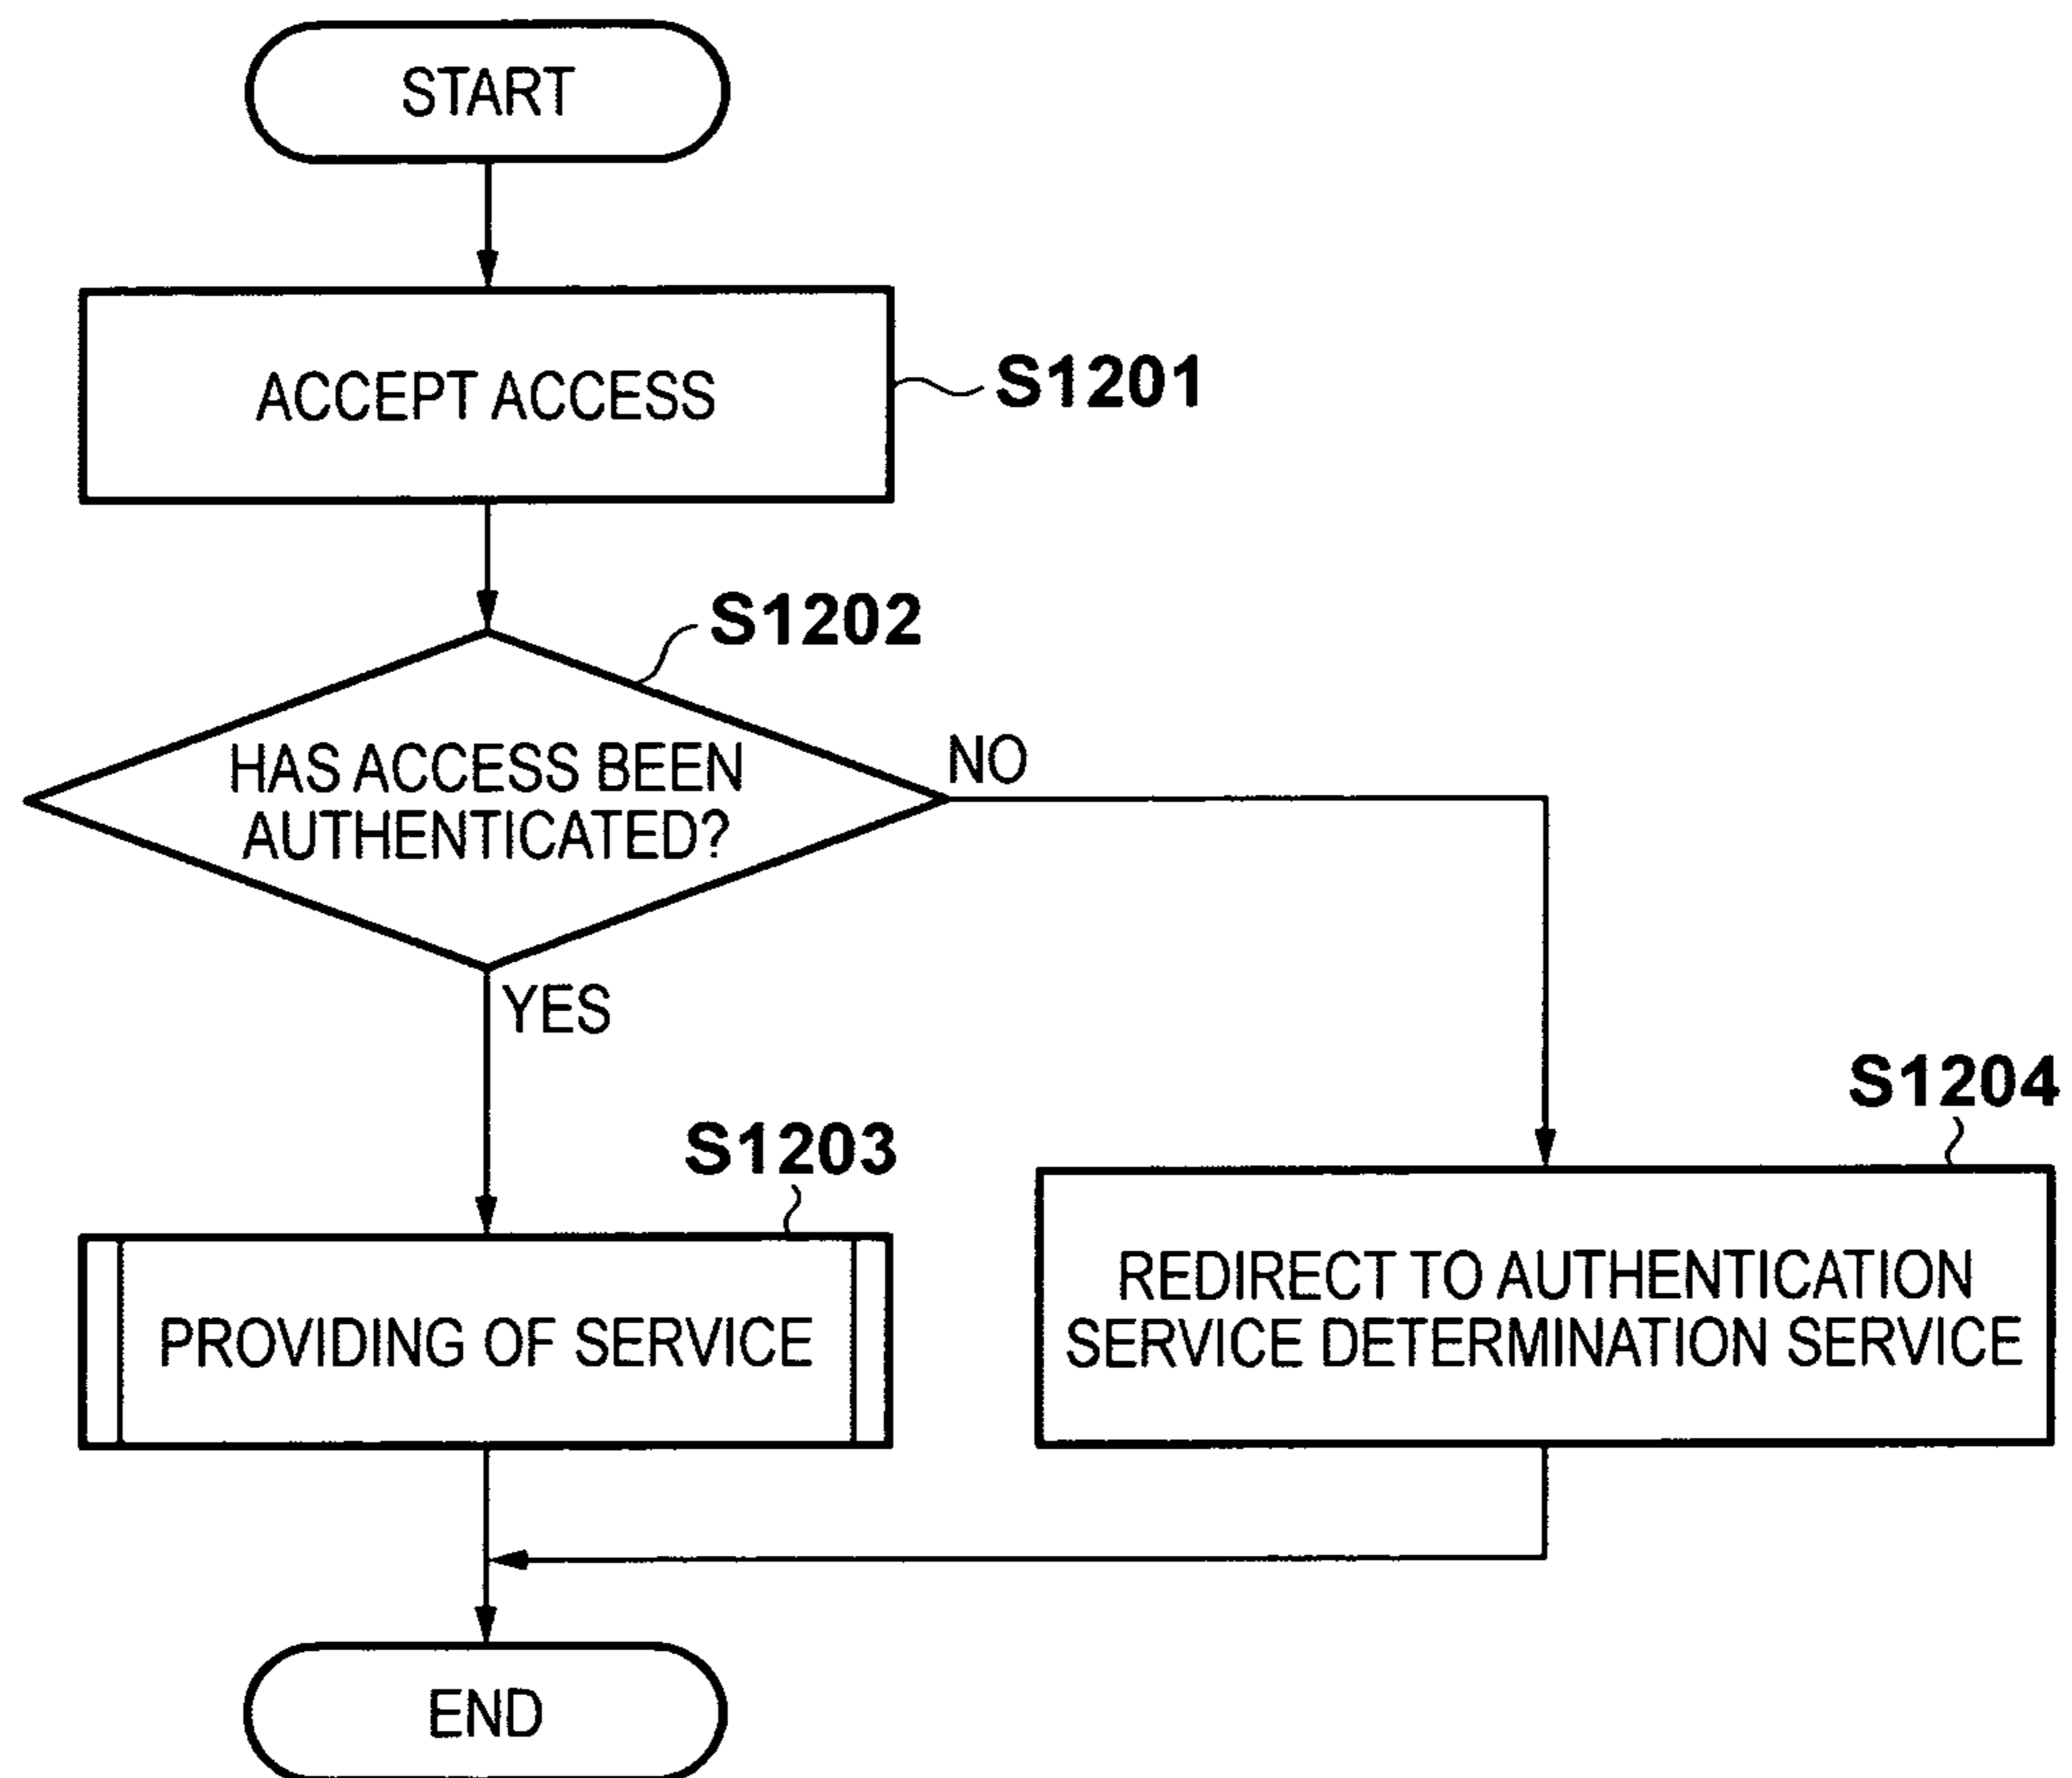 START
ACCEPT ACCESS
S1201
S1202
HAS ACCESS BEEN
AUTHENTICATED?
NO
YES
S1203
PROVIDING OF SERVICE
S1204
REDIRECT TO AUTHENTICATION
SERVICE DETERMINATION SERVICE
END